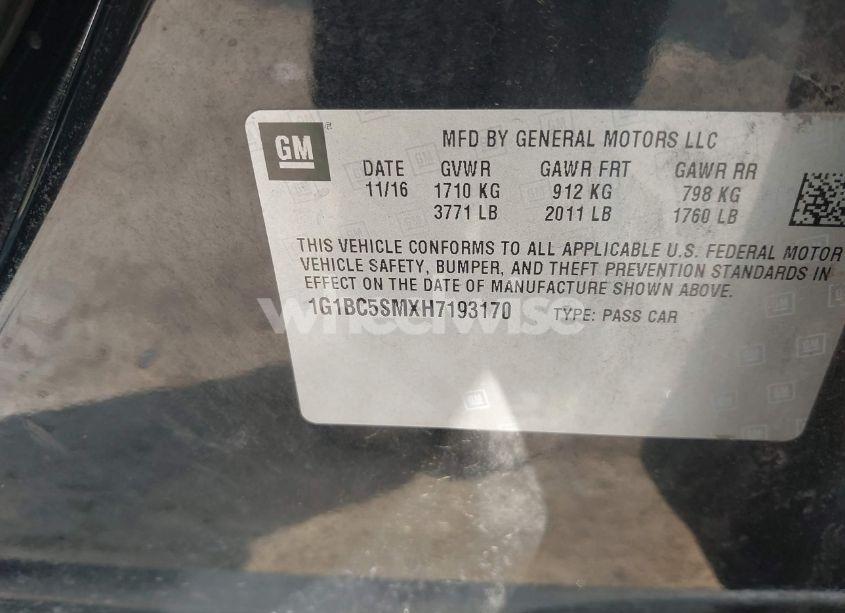 GM
MFD BY GENERAL MOTORS LLC
DATE GVWR GAWR FRT GAWR RR
11/16 1710 KG 912 KG 798 KG
3771 LB 2011 LB 1760 LB
THIS VEHICLE CONFORMS TO ALL APPLICABLE U.S. FEDERAL MOTOR
VEHICLE SAFETY, BUMPER, AND THEFT PREVENTION STANDARDS IN
EFFECT ON THE DATE OF MANUFACTURE SHOWN ABOVE.
1G1BC5SMXH7193170 TYPE: PASS CAR
wheelwise
GM